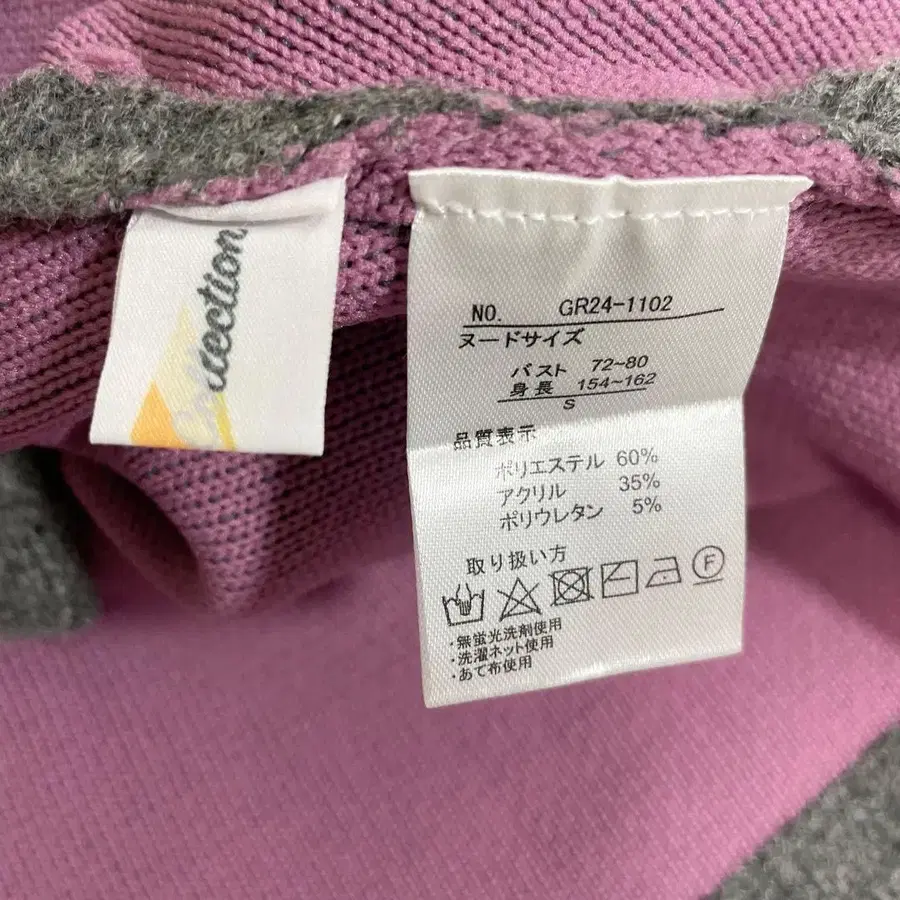 Collection
NO. GR24-1102
ヌードサイズ
バスト 72~80
身長 154~162
S
品質表示
ポリエステル 60%
アクリル 35%
ポリウレタン 5%
取り扱い方
F
・無蛍光洗剤使用
・洗濯ネット使用
・あて布使用